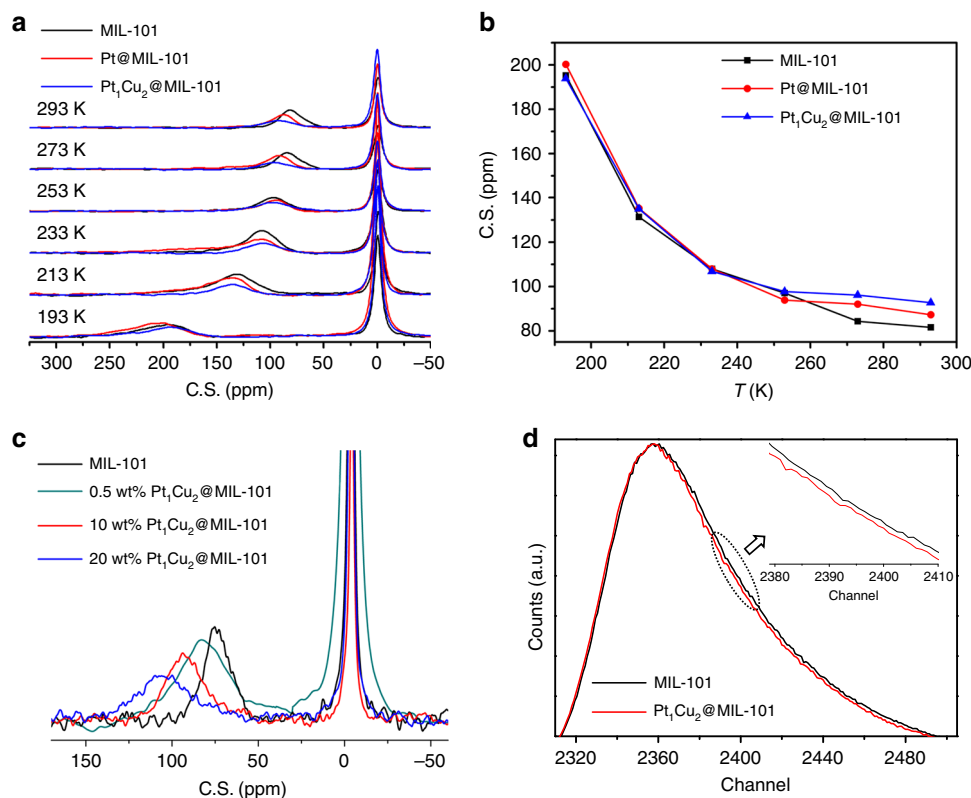 a
MIL-101
Pt@MIL-101
Pt₁Cu₂@MIL-101
293 K
273 K
253 K
233 K
213 K
193 K
300 250 200 150 100 50 0 –50
C.S. (ppm)
b
MIL-101
Pt@MIL-101
Pt₁Cu₂@MIL-101
200
180
160
140
120
100
80
C.S. (ppm)
200 220 240 260 280 300
T (K)
c
MIL-101
0.5 wt% Pt₁Cu₂@MIL-101
10 wt% Pt₁Cu₂@MIL-101
20 wt% Pt₁Cu₂@MIL-101
150 100 50 0 –50
C.S. (ppm)
d
Counts (a.u.)
2380 2390 2400 2410
Channel
MIL-101
Pt₁Cu₂@MIL-101
2320 2360 2400 2440 2480
Channel